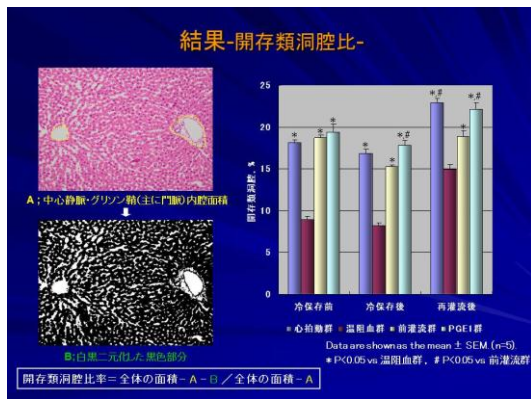 結果-開存類洞腔比-
A；中心静脈・グリソン鞘(主に門脈)内腔面積
B；白黒二元化した黒色部分
開存類洞腔，％
25
20
15
10
5
0
* * * *
* * *,#
*,# * *,#
冷保存前 冷保存後 再灌流後
心拍動群 温阻血群 前灌流群 PGE1群
Data are shown as the mean ± SEM. (n=5).
* P<0.05 vs 温阻血群， # P<0.05 vs 前灌流群
開存類洞腔比率＝全体の面積－A－B／全体の面積－A